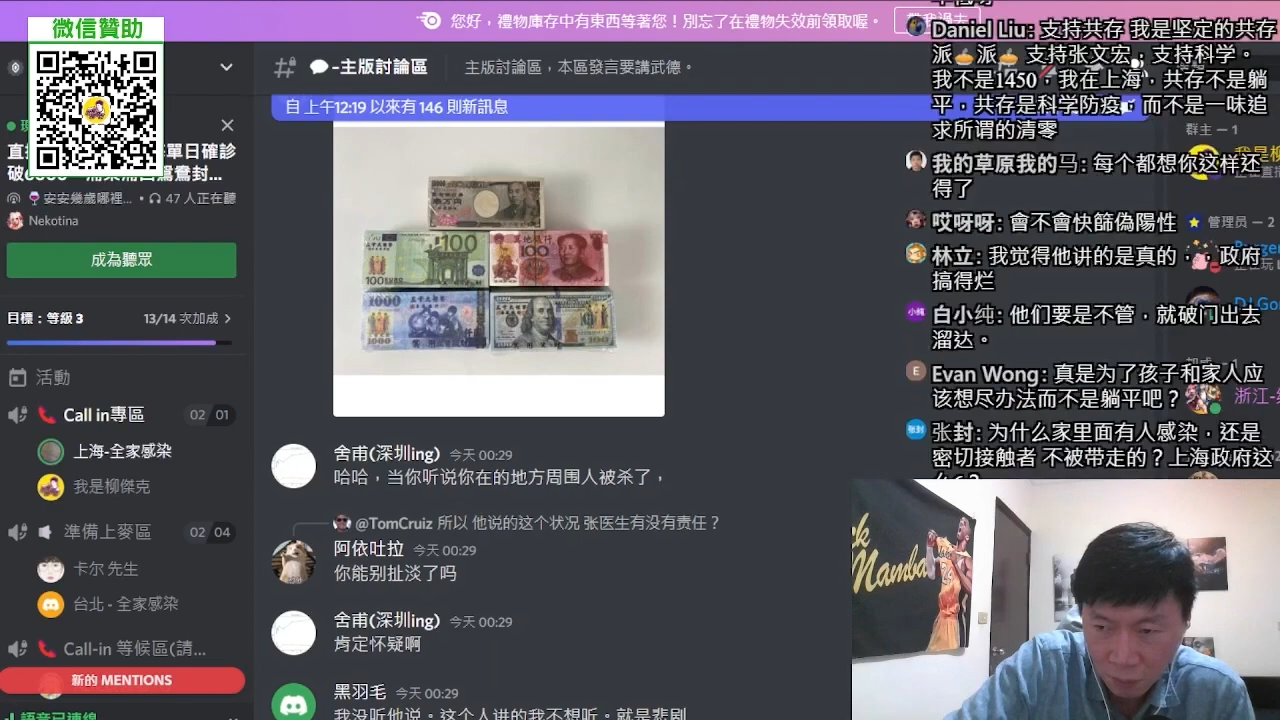 您好，禮物庫存中有東西等著您！別忘了在禮物失效前領取喔。
微信贊助
-主版討論區
主版討論區，本區發言要講武德。
自 上午12:19 以來有 146 則新訊息
單日確診
47 人正在聽
Nekotina
成為聽眾
目標：等級 3
13/14 次加成
活動
Call in專區
02 01
上海-全家感染
我是柳傑克
準備上麥區
02 04
卡尔 先生
台北 - 全家感染
Call-in 等候區(請...
新的 MENTIONS
語音已連線
100
100
1000
100
舍甫(深圳ing) 今天 00:29
哈哈，当你听说你在的地方周围人被杀了，
@TomCruiz 所以 他说的这个状况 张医生有没有责任？
阿依吐拉 今天 00:29
你能别扯淡了吗
舍甫(深圳ing) 今天 00:29
肯定怀疑啊
黑羽毛 今天 00:29
我没听他说。这个人讲的我不想听。就是悲剧
Daniel Liu: 支持共存 我是坚定的共存
派🥧派🥧 支持张文宏，支持科学。
我不是1450，我在上海，共存不是躺
平，共存是科学防疫，而不是一味追
求所谓的清零
群主 — 1
我的草原我的马: 每个都想你这样还
得了
哎呀呀: 會不會快篩偽陽性
管理员 — 2
林立: 我觉得他讲的是真的，，政府
搞得烂
白小纯: 他们要是不管，就破门出去
溜达。
Evan Wong: 真是为了孩子和家人应
该想尽办法而不是躺平吧？
张封: 为什么家里面有人感染，还是
密切接触者 不被带走的？上海政府这
Mamba